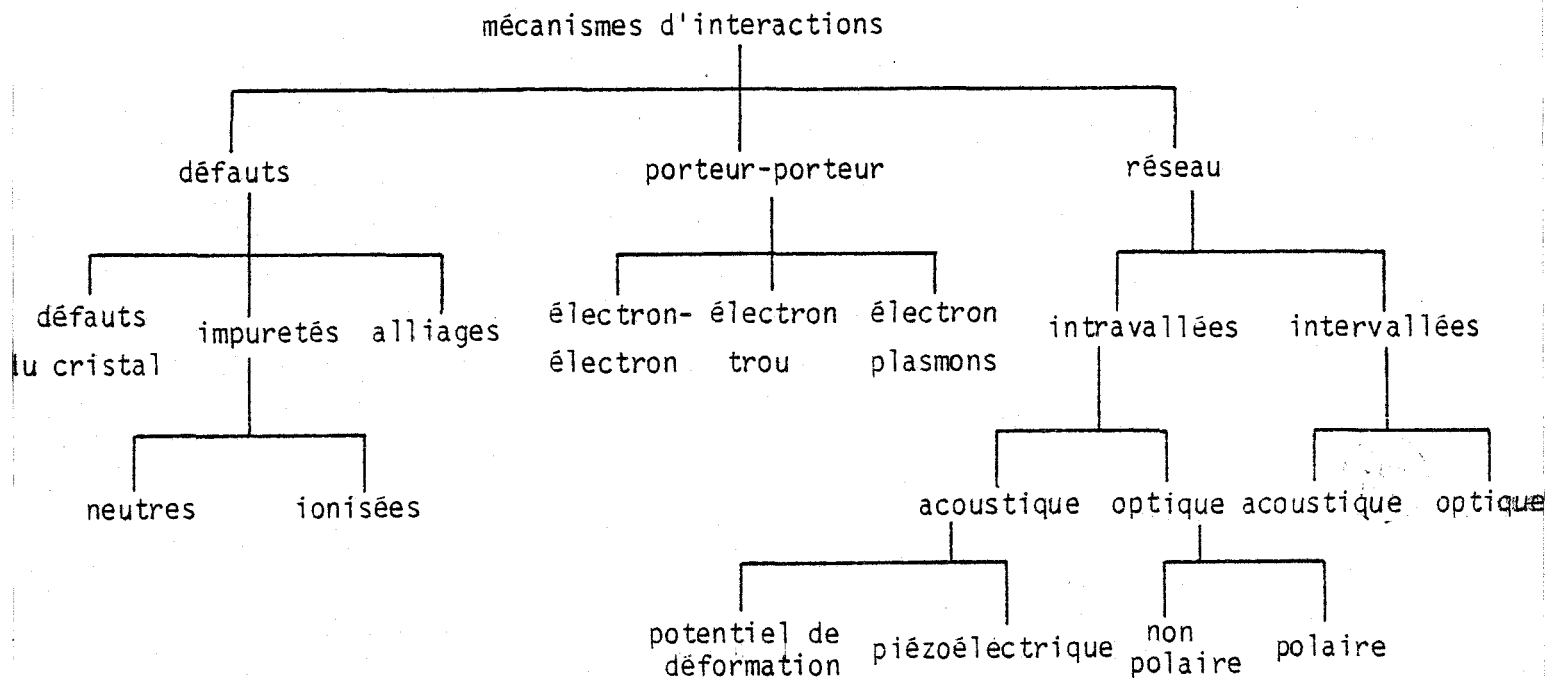 mécanismes d'interactions
défauts porteur-porteur réseau
défauts impuretés alliages électron- électron électron intravallées intervallées
du cristal électron trou plasmons
neutres ionisées acoustique optique acoustique optique
potentiel de piézoélectrique non polaire
déformation polaire